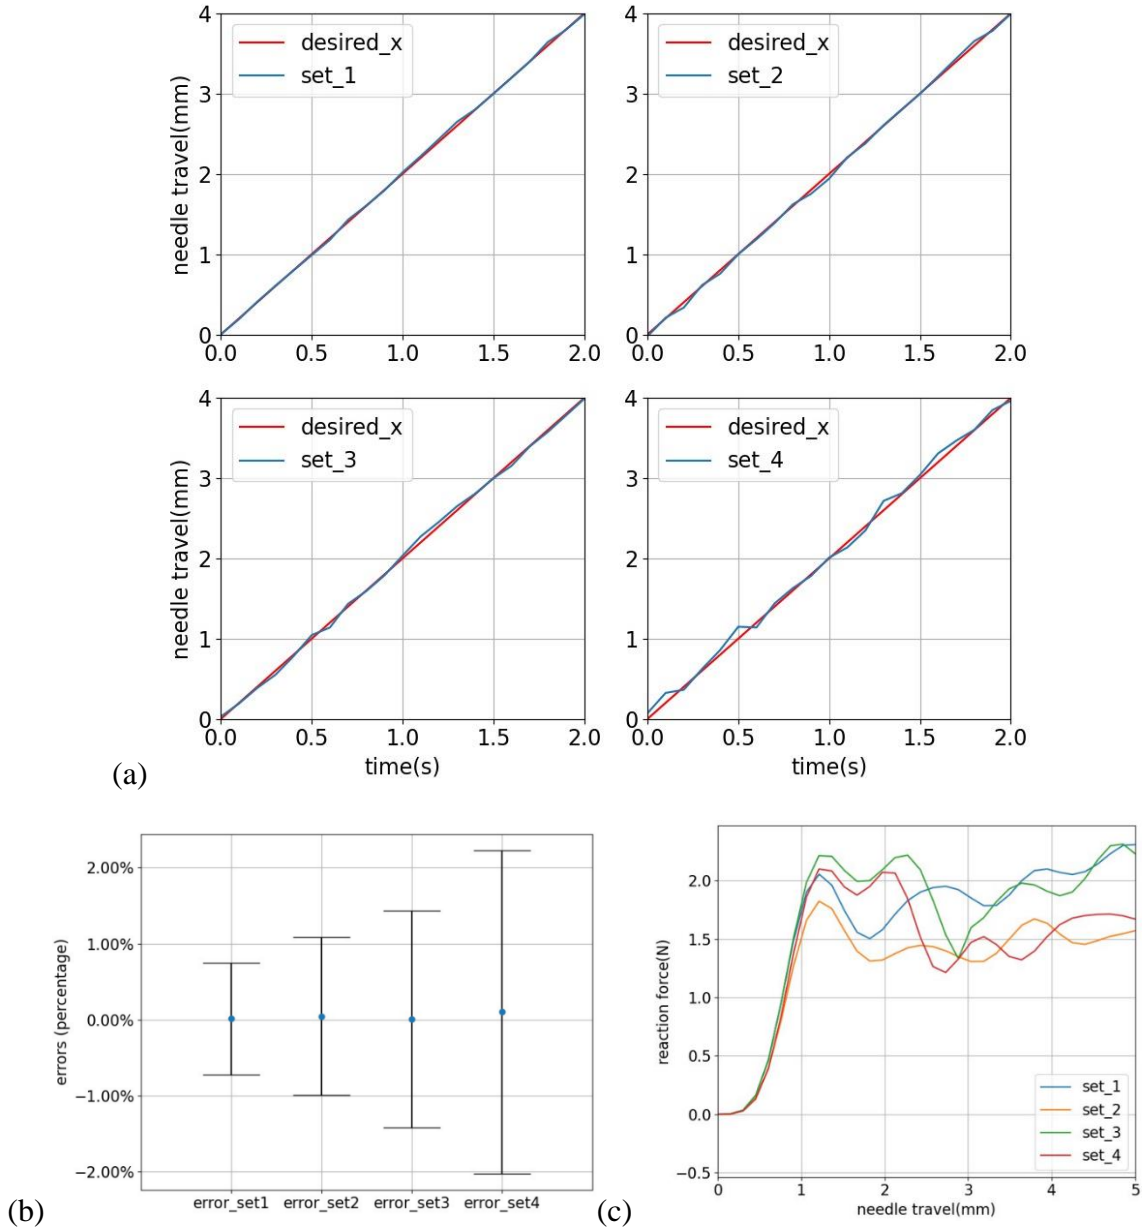 4
3
2
1
0
needle travel(mm)
desired_x
set_1
0.0 0.5 1.0 1.5 2.0
4
3
2
1
0
desired_x
set_2
0.0 0.5 1.0 1.5 2.0
4
3
2
1
0
needle travel(mm)
desired_x
set_3
0.0 0.5 1.0 1.5 2.0
time(s)
4
3
2
1
0
desired_x
set_4
0.0 0.5 1.0 1.5 2.0
time(s)
(a)
2.00%
1.00%
0.00%
−1.00%
−2.00%
errors (percentage)
error_set1 error_set2 error_set3 error_set4
(b)
2.0
1.5
1.0
0.5
0.0
−0.5
reaction force(N)
set_1
set_2
set_3
set_4
0 1 2 3 4 5
needle travel(mm)
(c)